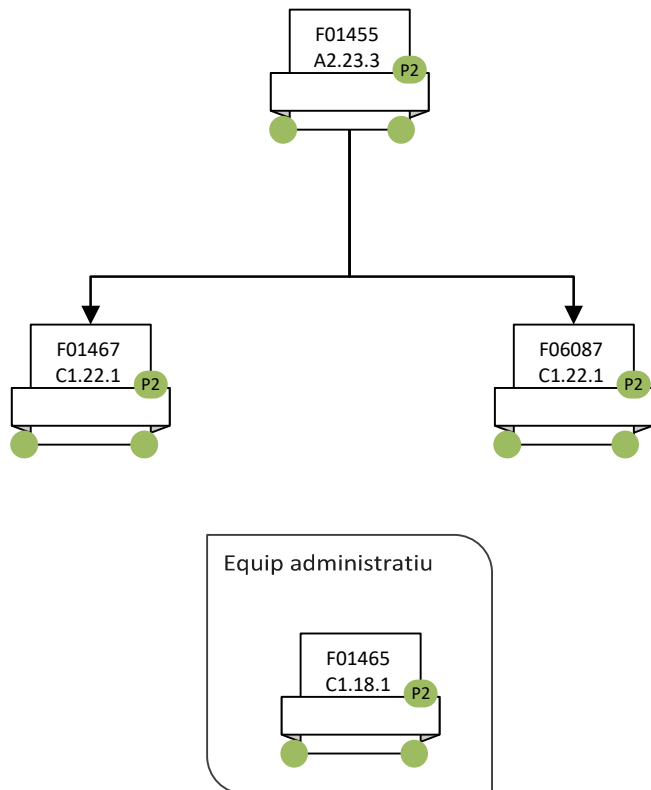 F01455
A2.23.3
P2
F01467
C1.22.1
P2
F06087
C1.22.1
P2
Equip administratiu
F01465
C1.18.1
P2